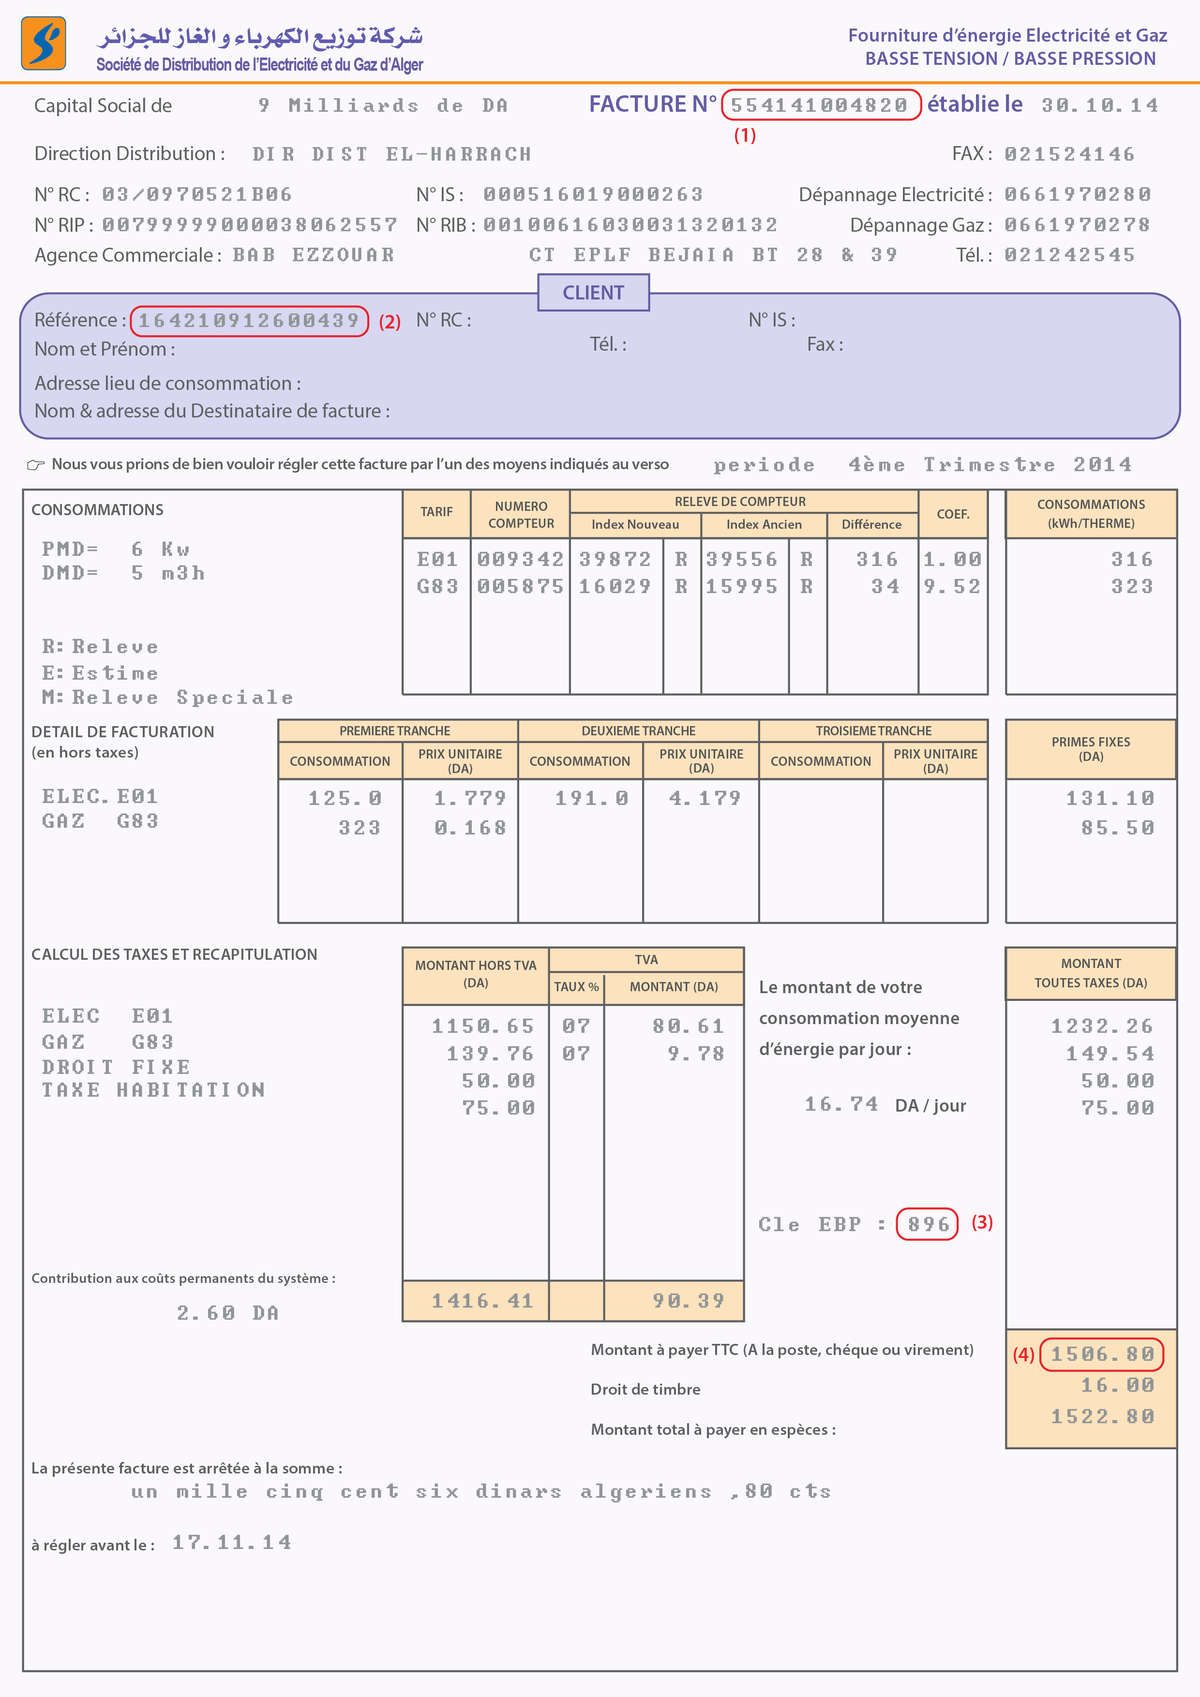 شركة توزيع الكهرباء و الغاز للجزائر
Société de Distribution de l'Electricité et du Gaz d'Alger
Fourniture d'énergie Electricité et Gaz
BASSE TENSION / BASSE PRESSION
Capital Social de 9 Milliards de DA FACTURE N° 554141004820 établie le 30.10.14
(1)
Direction Distribution : DIR DIST EL-HARRACH FAX : 021524146
N° RC : 03/0970521B06 N° IS : 000516019000263 Dépannage Electricité : 0661970280
N° RIP : 00799999000038062557 N° RIB : 00100616030031320132 Dépannage Gaz : 0661970278
Agence Commerciale : BAB EZZOUAR CT EPLF BEJAIA BT 28 & 39 Tél. : 021242545
CLIENT
Référence : 164210912600439 (2) N° RC : N° IS :
Nom et Prénom : Tél. : Fax :
Adresse lieu de consommation :
Nom & adresse du Destinataire de facture :
☞ Nous vous prions de bien vouloir régler cette facture par l'un des moyens indiqués au verso periode 4ème Trimestre 2014
CONSOMMATIONS
PMD= 6 Kw
DMD= 5 m3h
R: Releve
E: Estime
M: Releve Speciale
TARIF NUMERO COMPTEUR RELEVE DE COMPTEUR COEF. CONSOMMATIONS (kWh/THERME)
Index Nouveau Index Ancien Différence
E01 009342 39872 R 39556 R 316 1.00 316
G83 005875 16029 R 15995 R 34 9.52 323
DETAIL DE FACTURATION
(en hors taxes)
PREMIERE TRANCHE DEUXIEME TRANCHE TROISIEME TRANCHE PRIMES FIXES (DA)
CONSOMMATION PRIX UNITAIRE (DA) CONSOMMATION PRIX UNITAIRE (DA) CONSOMMATION PRIX UNITAIRE (DA)
ELEC. E01 125.0 1.779 191.0 4.179 131.10
GAZ G83 323 0.168 85.50
CALCUL DES TAXES ET RECAPITULATION
MONTANT HORS TVA (DA) TVA MONTANT TOUTES TAXES (DA)
TAUX % MONTANT (DA)
ELEC E01 1150.65 07 80.61 1232.26
GAZ G83 139.76 07 9.78 149.54
DROIT FIXE 50.00 50.00
TAXE HABITATION 75.00 75.00
Le montant de votre
consommation moyenne
d'énergie par jour :
16.74 DA / jour
Cle EBP : 896 (3)
Contribution aux coûts permanents du système :
2.60 DA
1416.41 90.39
Montant à payer TTC (A la poste, chéque ou virement) (4) 1506.80
Droit de timbre 16.00
Montant total à payer en espèces : 1522.80
La présente facture est arrêtée à la somme :
un mille cinq cent six dinars algeriens ,80 cts
à régler avant le : 17.11.14